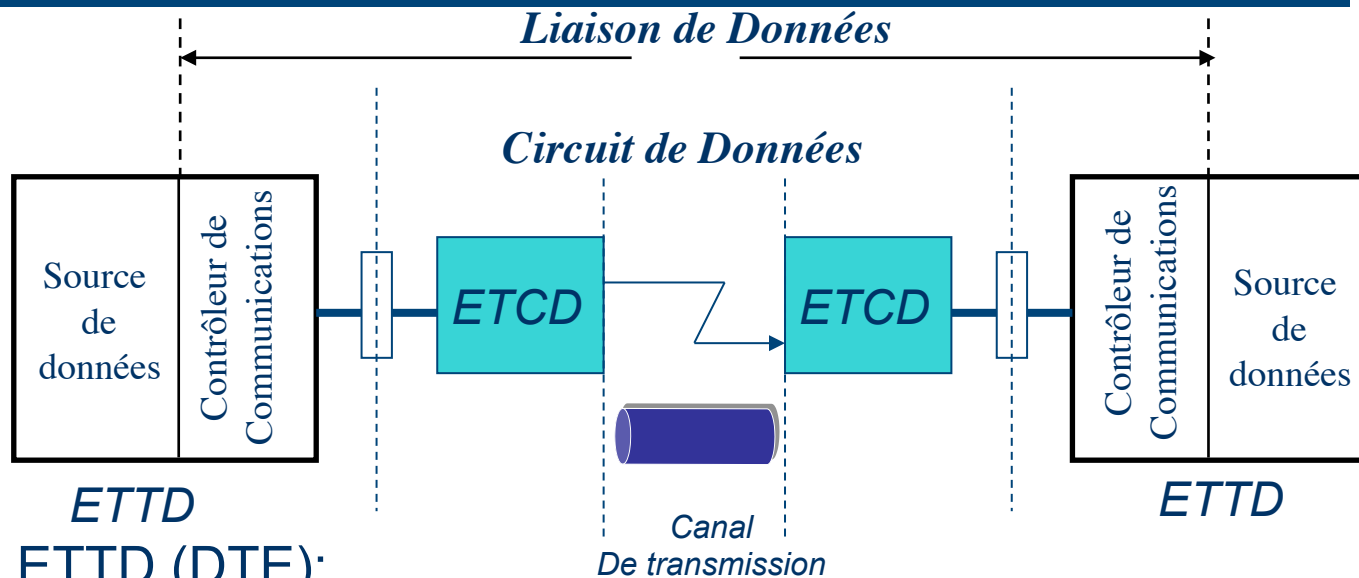 Liaison de Données
Circuit de Données
Source
de
données
Contrôleur de
Communications
ETCD
ETCD
Contrôleur de
Communications
Source
de
données
ETTD
ETTD
Canal
De transmission
ETTD (DTE):